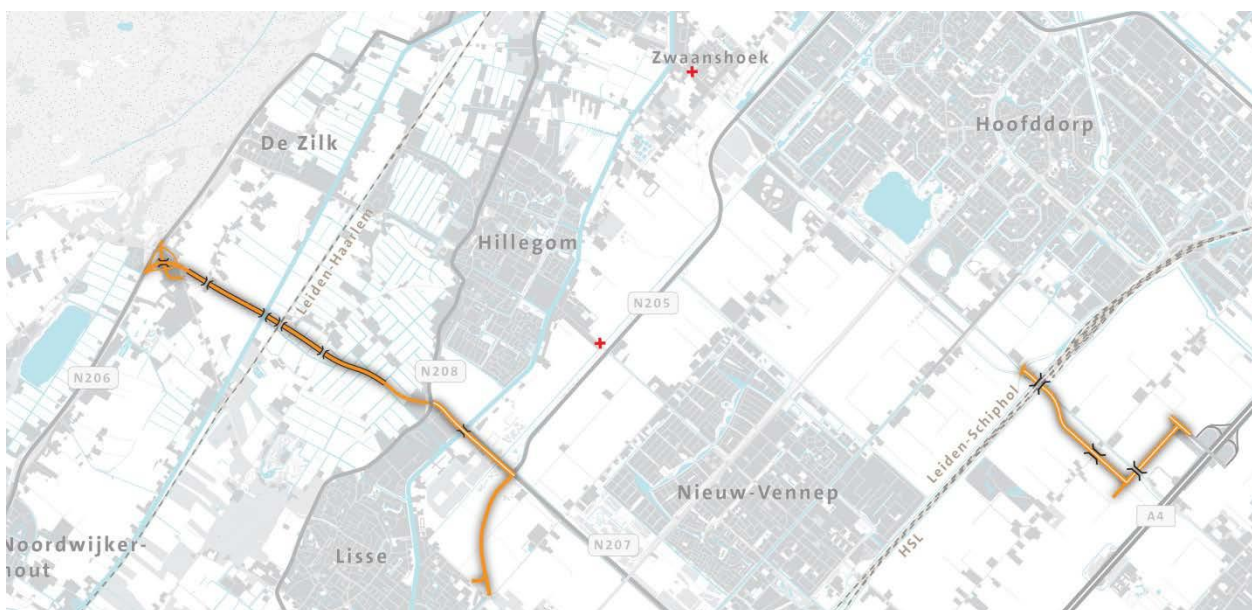 Zwaanshoek
Hoofddorp
De Zilk
Hillegom
Leiden-Haarlem
N205
N206
N208
Leiden-Schiphol
Nieuw-Vennep
A4
Noordwijker-
hout
Lisse
N207
HSL